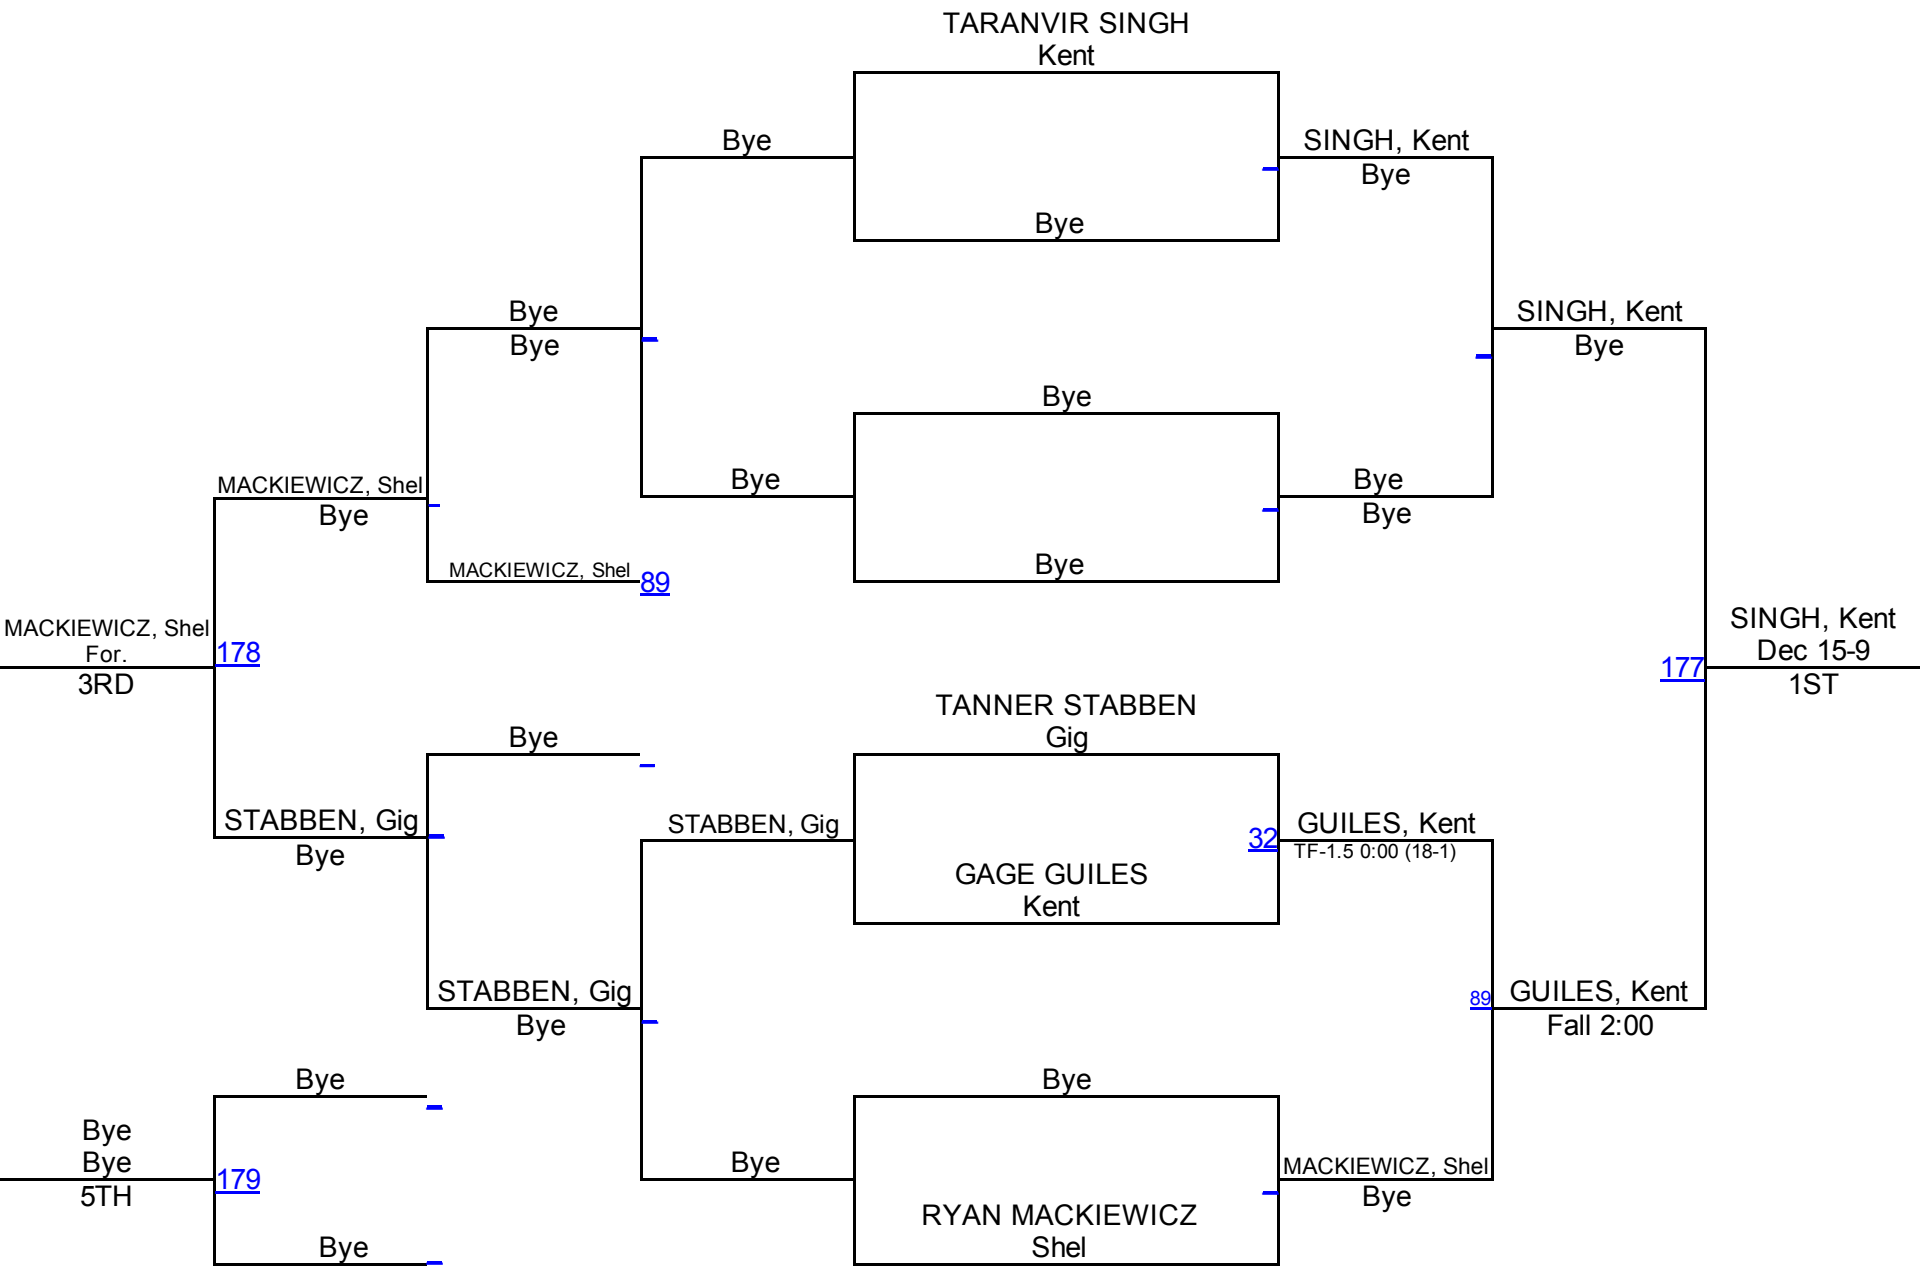 TARANVIR SINGH
Kent
Bye
SINGH, Kent
Bye
Bye
Bye
Bye
SINGH, Kent
Bye
Bye
MACKIEWICZ, Shel
Bye
Bye
Bye
Bye
MACKIEWICZ, Shel
89
Bye
MACKIEWICZ, Shel
For.
3RD
178
177
SINGH, Kent
Dec 15-9
1ST
TANNER STABBEN
Gig
Bye
STABBEN, Gig
Bye
STABBEN, Gig
32
GUILES, Kent
TF-1.5 0:00 (18-1)
GAGE GUILES
Kent
STABBEN, Gig
Bye
89
GUILES, Kent
Fall 2:00
Bye
Bye
Bye
Bye
5TH
179
Bye
MACKIEWICZ, Shel
Bye
RYAN MACKIEWICZ
Shel
Bye